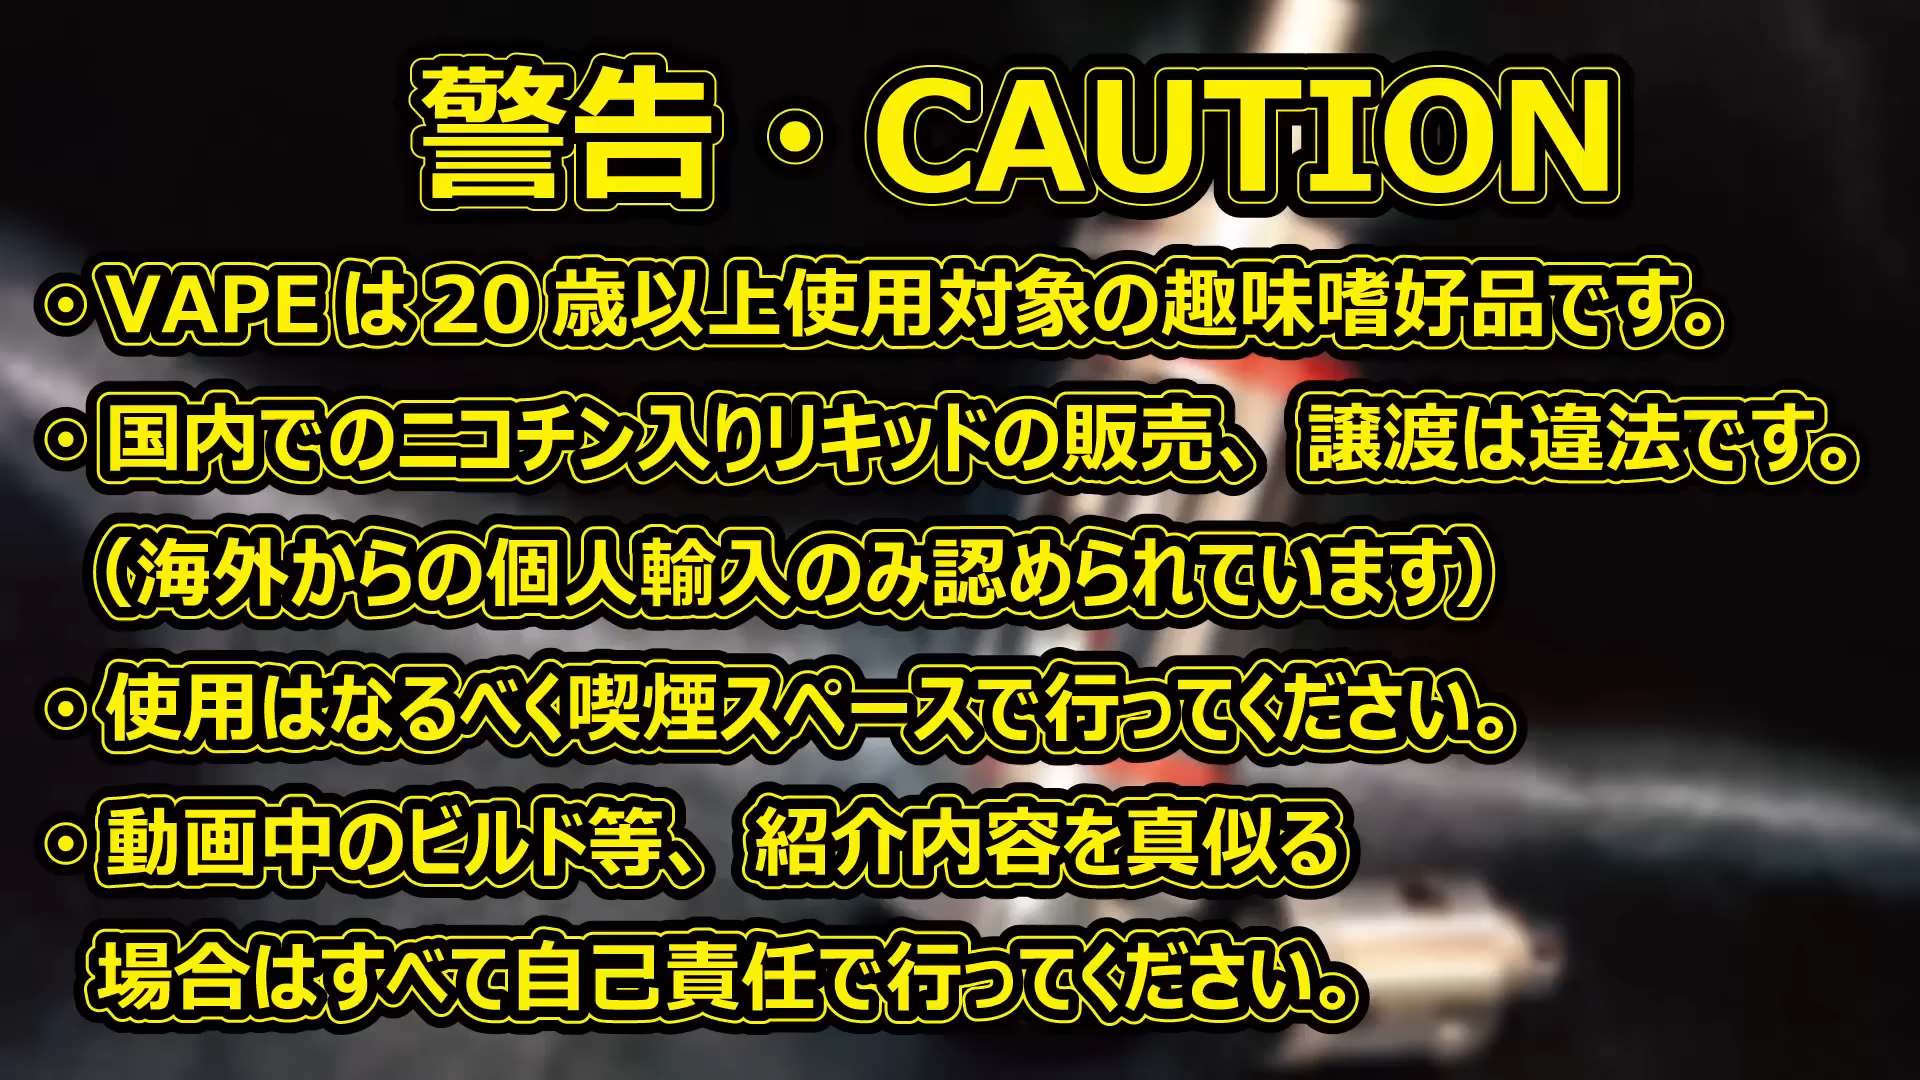 警告・CAUTION
・VAPEは20歳以上使用対象の趣味嗜好品です。
・国内でのニコチン入りリキッドの販売、譲渡は違法です。
（海外からの個人輸入のみ認められています）
・使用はなるべく喫煙スペースで行ってください。
・動画中のビルド等、紹介内容を真似る
場合はすべて自己責任で行ってください。